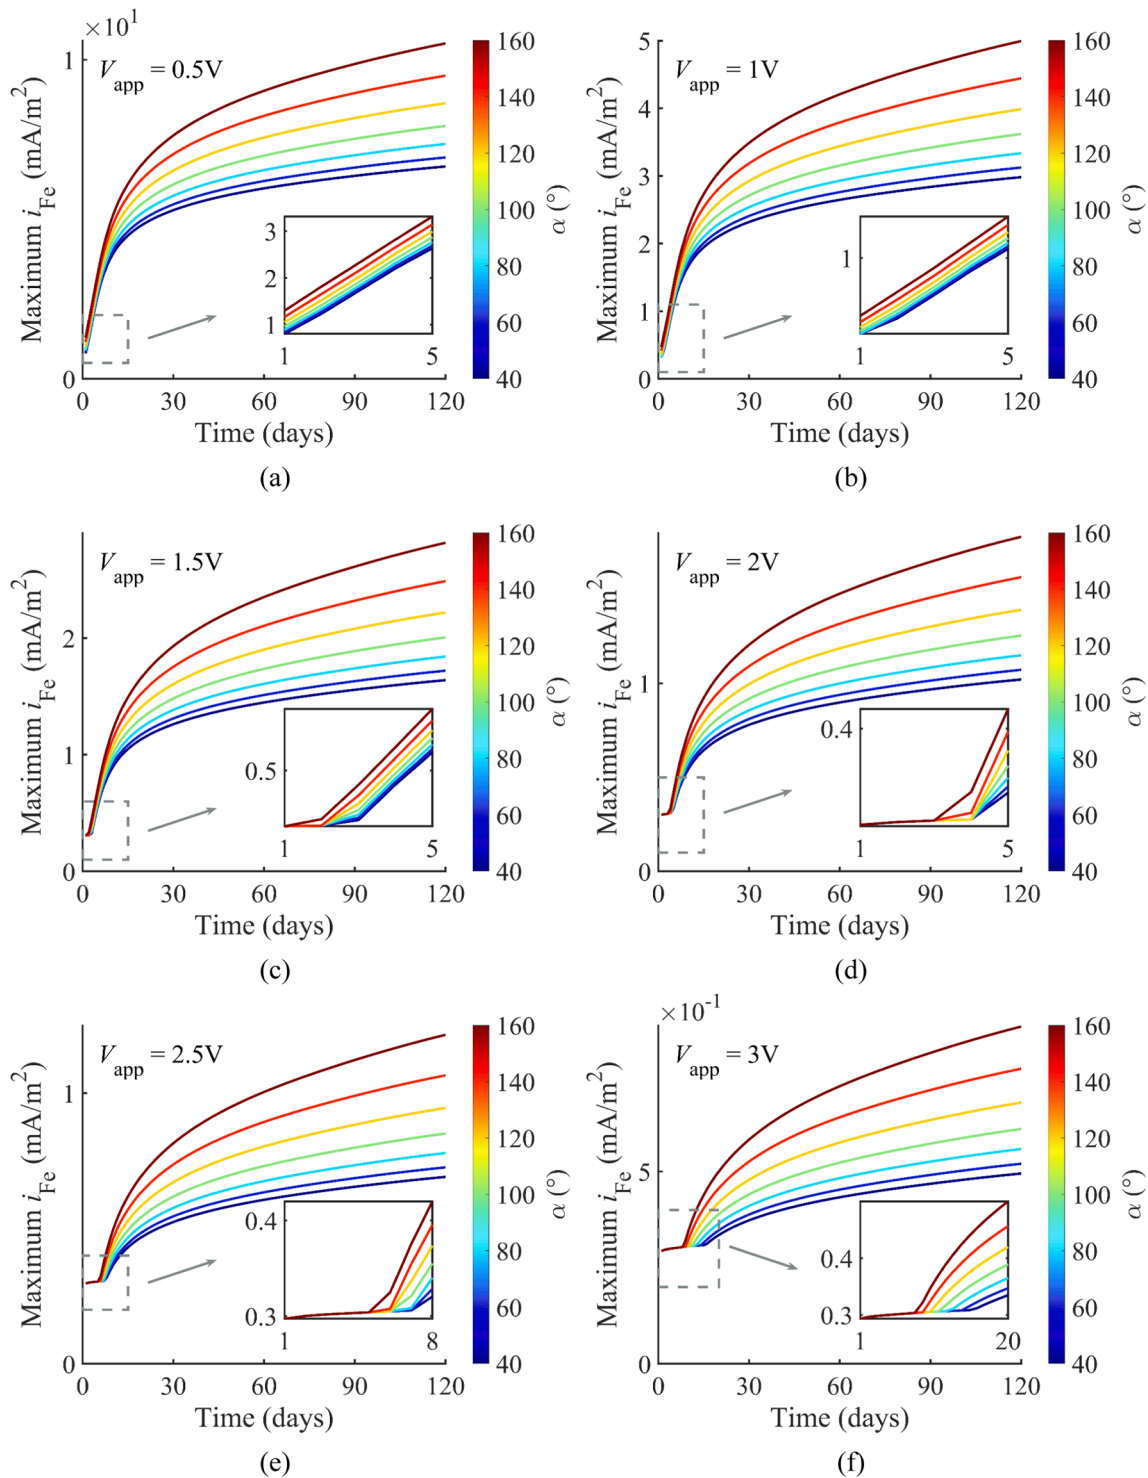 ×10¹
V_app = 0.5V
Maximum i_Fe (mA/m²)
1
0
3
2
1
1 5
0 30 60 90 120
Time (days)
160
140
120
100
80
60
40
α (°)
(a)
V_app = 1V
Maximum i_Fe (mA/m²)
5
4
3
2
1
0
1
1 5
0 30 60 90 120
Time (days)
160
140
120
100
80
60
40
α (°)
(b)
V_app = 1.5V
Maximum i_Fe (mA/m²)
2
1
0
0.5
1 5
0 30 60 90 120
Time (days)
160
140
120
100
80
60
40
α (°)
(c)
V_app = 2V
Maximum i_Fe (mA/m²)
1
0
0.4
1 5
0 30 60 90 120
Time (days)
160
140
120
100
80
60
40
α (°)
(d)
V_app = 2.5V
Maximum i_Fe (mA/m²)
1
0
0.4
0.3
1 8
0 30 60 90 120
Time (days)
160
140
120
100
80
60
40
α (°)
(e)
×10⁻¹
V_app = 3V
Maximum i_Fe (mA/m²)
5
0
0.4
0.3
1 20
0 30 60 90 120
Time (days)
160
140
120
100
80
60
40
α (°)
(f)